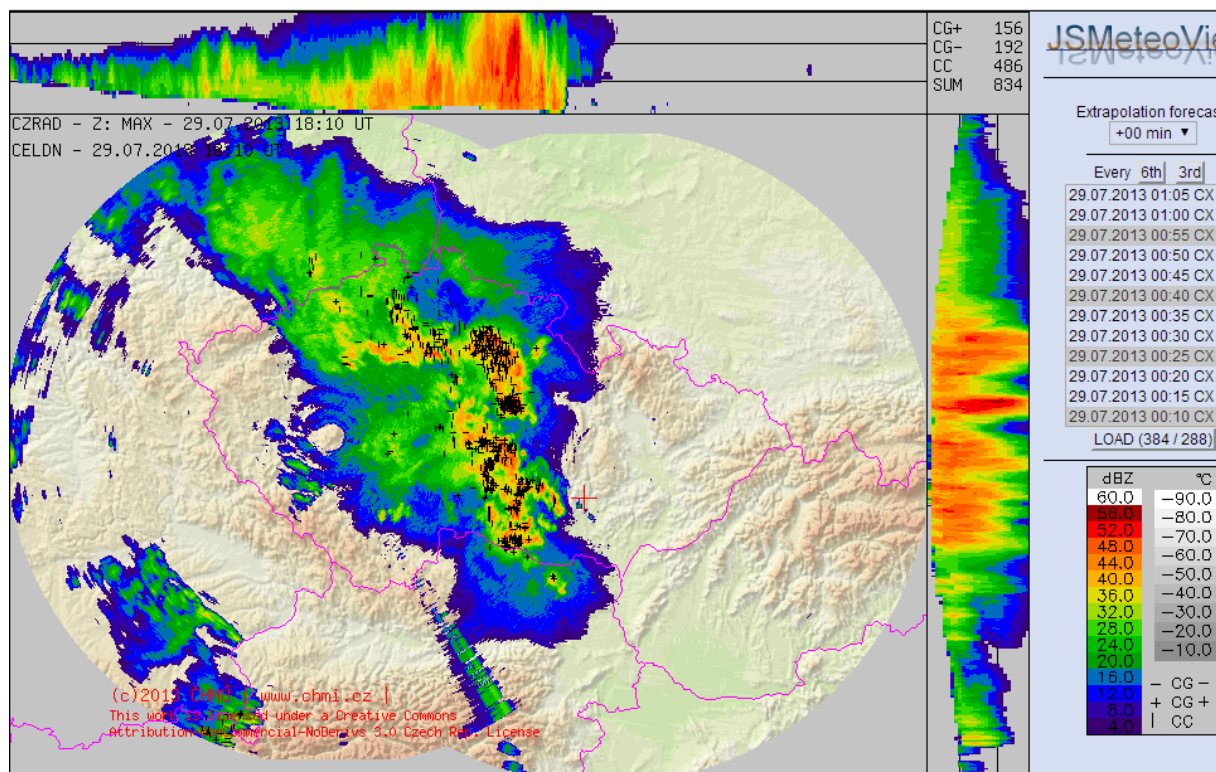 CG+ 156
CG- 192
CC 486
SUM 834
JSMeteoVie
CZRAD - Z: MAX - 29.07.2013 18:10 UT
CELDN - 29.07.2013 18:10 UT
Extrapolation forecas
+00 min ▼
Every 6th 3rd
29.07.2013 01:05 CX
29.07.2013 01:00 CX
29.07.2013 00:55 CX
29.07.2013 00:50 CX
29.07.2013 00:45 CX
29.07.2013 00:40 CX
29.07.2013 00:35 CX
29.07.2013 00:30 CX
29.07.2013 00:25 CX
29.07.2013 00:20 CX
29.07.2013 00:15 CX
29.07.2013 00:10 CX
LOAD (384 / 288)
dBZ °C
60.0 -90.0
56.0 -80.0
52.0 -70.0
48.0 -60.0
44.0 -50.0
40.0 -40.0
36.0 -30.0
32.0 -20.0
28.0 -10.0
24.0
20.0
16.0 - CG -
12.0 + CG +
8.0 | CC
4.0
(c)2013 CHMU | www.chmi.cz |
This work is licensed under a Creative Commons
Attribution-Noncommercial-NoDerivs 3.0 Czech Rep. License